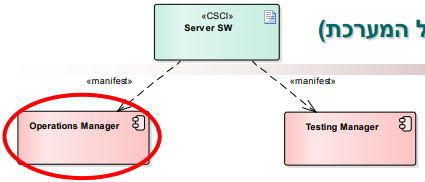 «CSCI»
Server SW
ל המערכת)
«manifest»
«manifest»
Operations Manager
Testing Manager